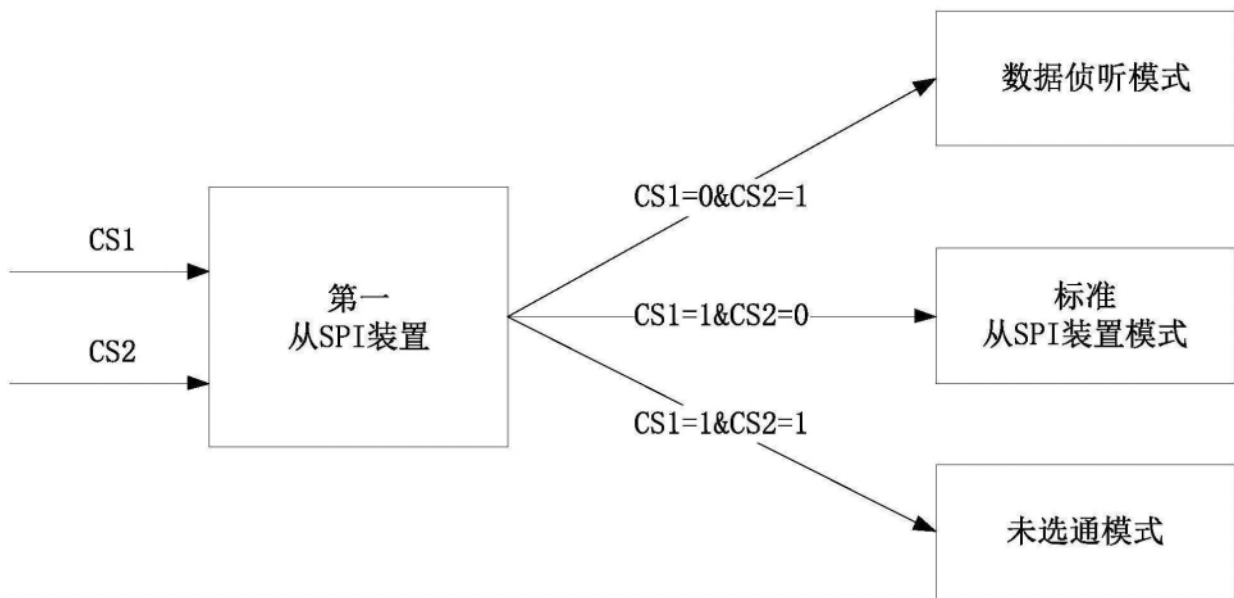 数据侦听模式
CS1=0&CS2=1
CS1
第一
从SPI装置
CS1=1&CS2=0
标准
从SPI装置模式
CS2
CS1=1&CS2=1
未选通模式